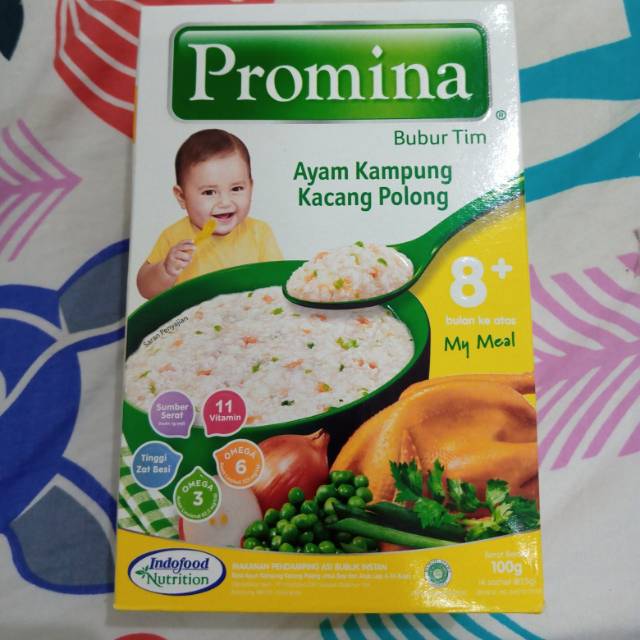 Promina
®
Bubur Tim
Ayam Kampung
Kacang Polong
8+
bulan ke atas
My Meal
Saran Penyajian
Sumber
Serat
11
Vitamin
Tinggi
Zat Besi
OMEGA
3
OMEGA
6
Indofood
Nutrition
MAKANAN PENDAMPING ASI BUBUK INSTAN
100g